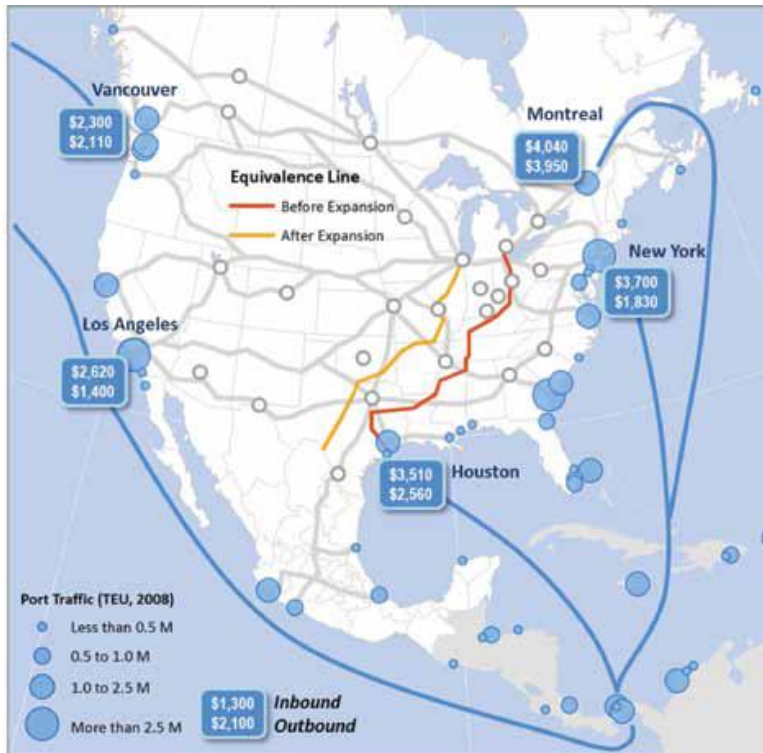 Vancouver
$2,300
$2,110
Montreal
$4,040
$3,950
Equivalence Line
Before Expansion
After Expansion
New York
$3,700
$1,830
Los Angeles
$2,620
$1,400
Houston
$3,510
$2,560
Port Traffic (TEU, 2008)
Less than 0.5 M
0.5 to 1.0 M
1.0 to 2.5 M
More than 2.5 M
$1,300 Inbound
$2,100 Outbound